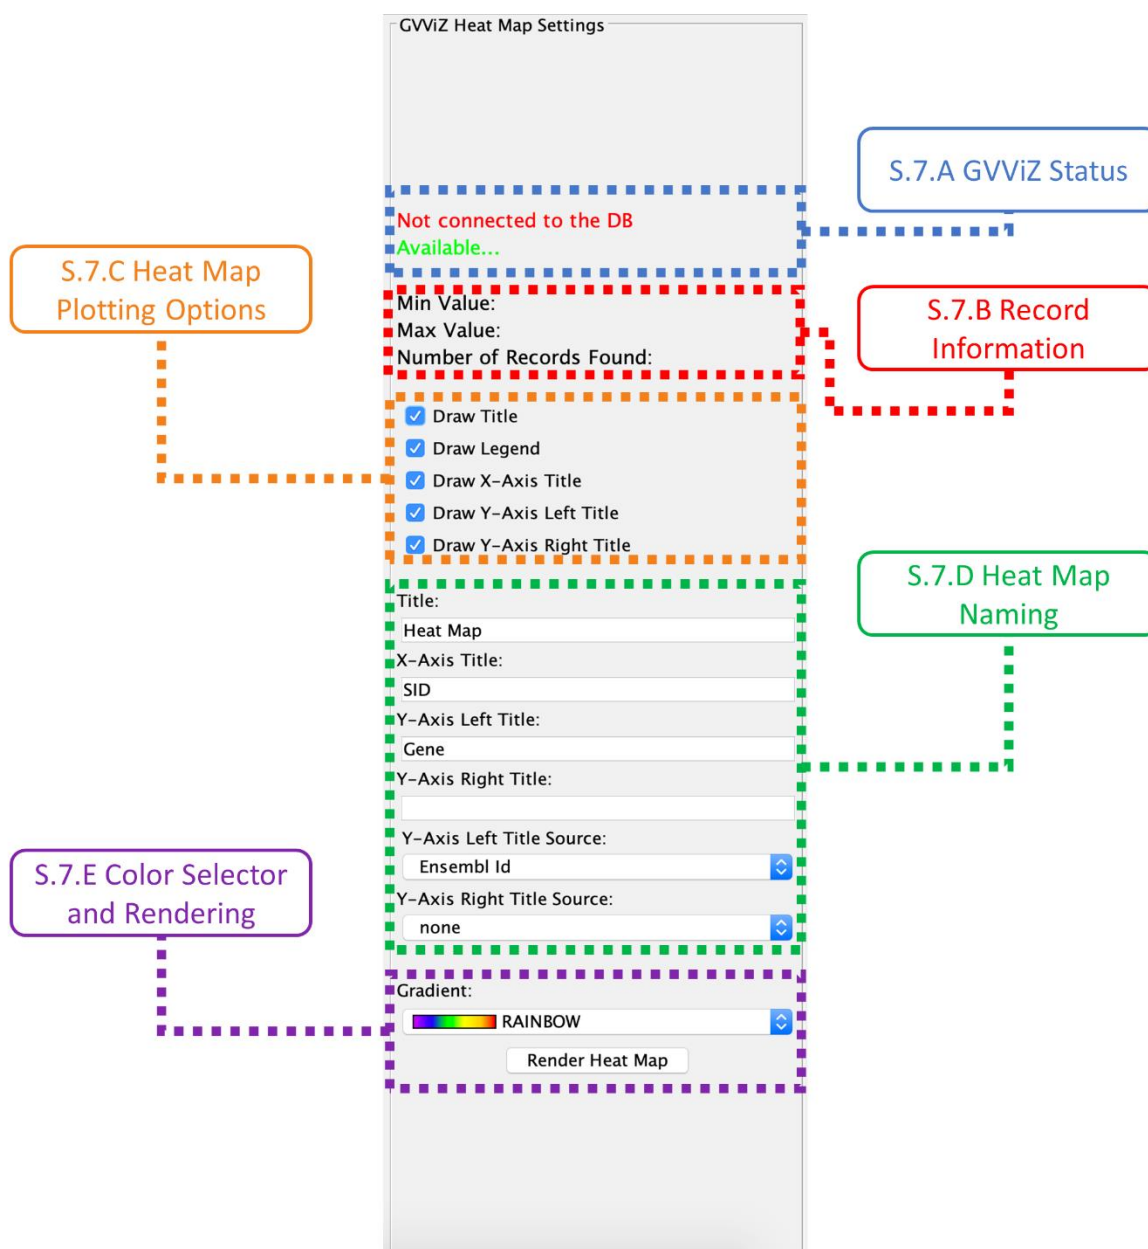 GVViZ Heat Map Settings
S.7.A GVViZ Status
Not connected to the DB
Available...
S.7.C Heat Map
Plotting Options
Min Value:
Max Value:
Number of Records Found:
S.7.B Record
Information
Draw Title
Draw Legend
Draw X-Axis Title
Draw Y-Axis Left Title
Draw Y-Axis Right Title
S.7.D Heat Map
Naming
Title:
Heat Map
X-Axis Title:
SID
Y-Axis Left Title:
Gene
Y-Axis Right Title:
Y-Axis Left Title Source:
Ensembl Id
Y-Axis Right Title Source:
none
S.7.E Color Selector
and Rendering
Gradient:
RAINBOW
Render Heat Map